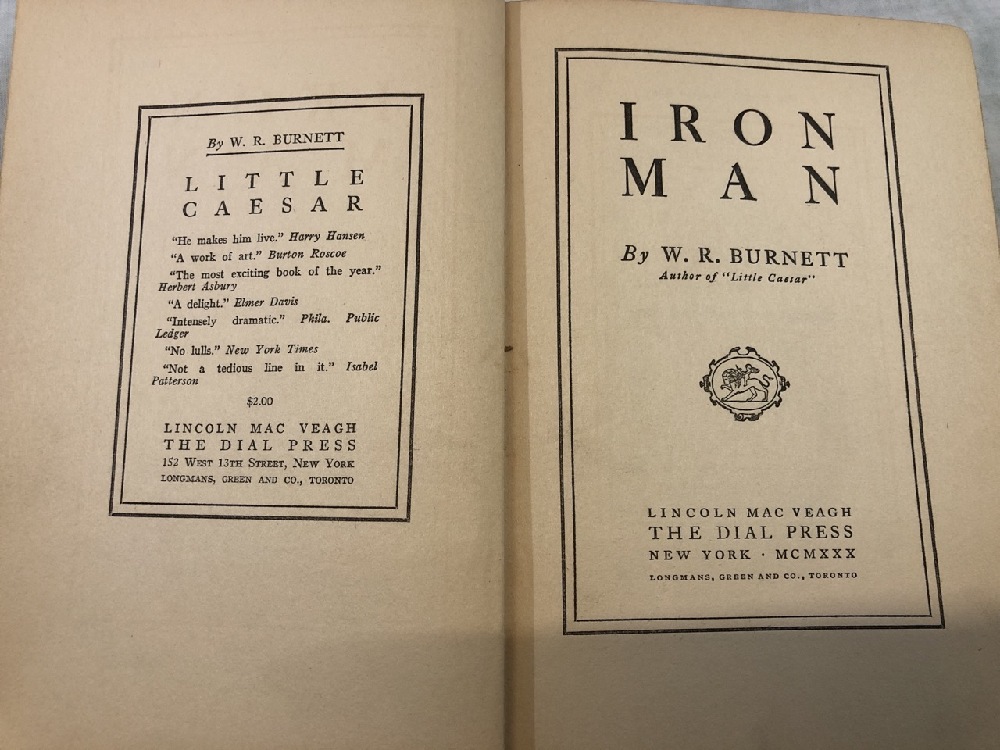 By W. R. BURNETT
LITTLE
CAESAR
"He makes him live." Harry Hansen
"A work of art." Burton Roscoe
"The most exciting book of the year."
Herbert Asbury
"A delight." Elmer Davis
"Intensely dramatic." Phila. Public
Ledger
"No lulls." New York Times
"Not a tedious line in it." Isabel
Patterson
$2.00
LINCOLN MAC VEAGH
THE DIAL PRESS
152 WEST 13TH STREET, NEW YORK
LONGMANS, GREEN AND CO., TORONTO
IRON
MAN
By W. R. BURNETT
Author of "Little Caesar"
LINCOLN MAC VEAGH
THE DIAL PRESS
NEW YORK · MCMXXX
LONGMANS, GREEN AND CO., TORONTO